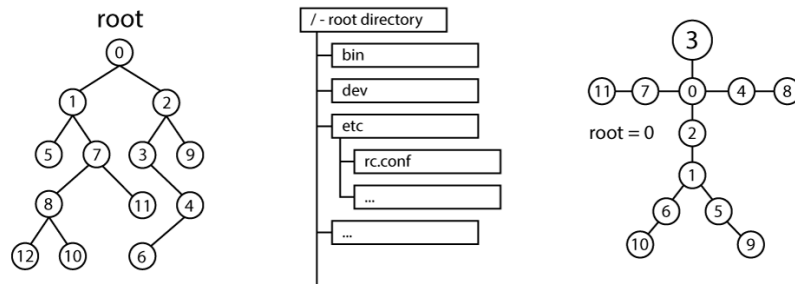 root
0
1 2
5 7 3 9
8 11 4
12 10 6
/ - root directory
bin
dev
etc
rc.conf
...
...
3
11 7 0 4 8
root = 0
2
1
6 5
10 9